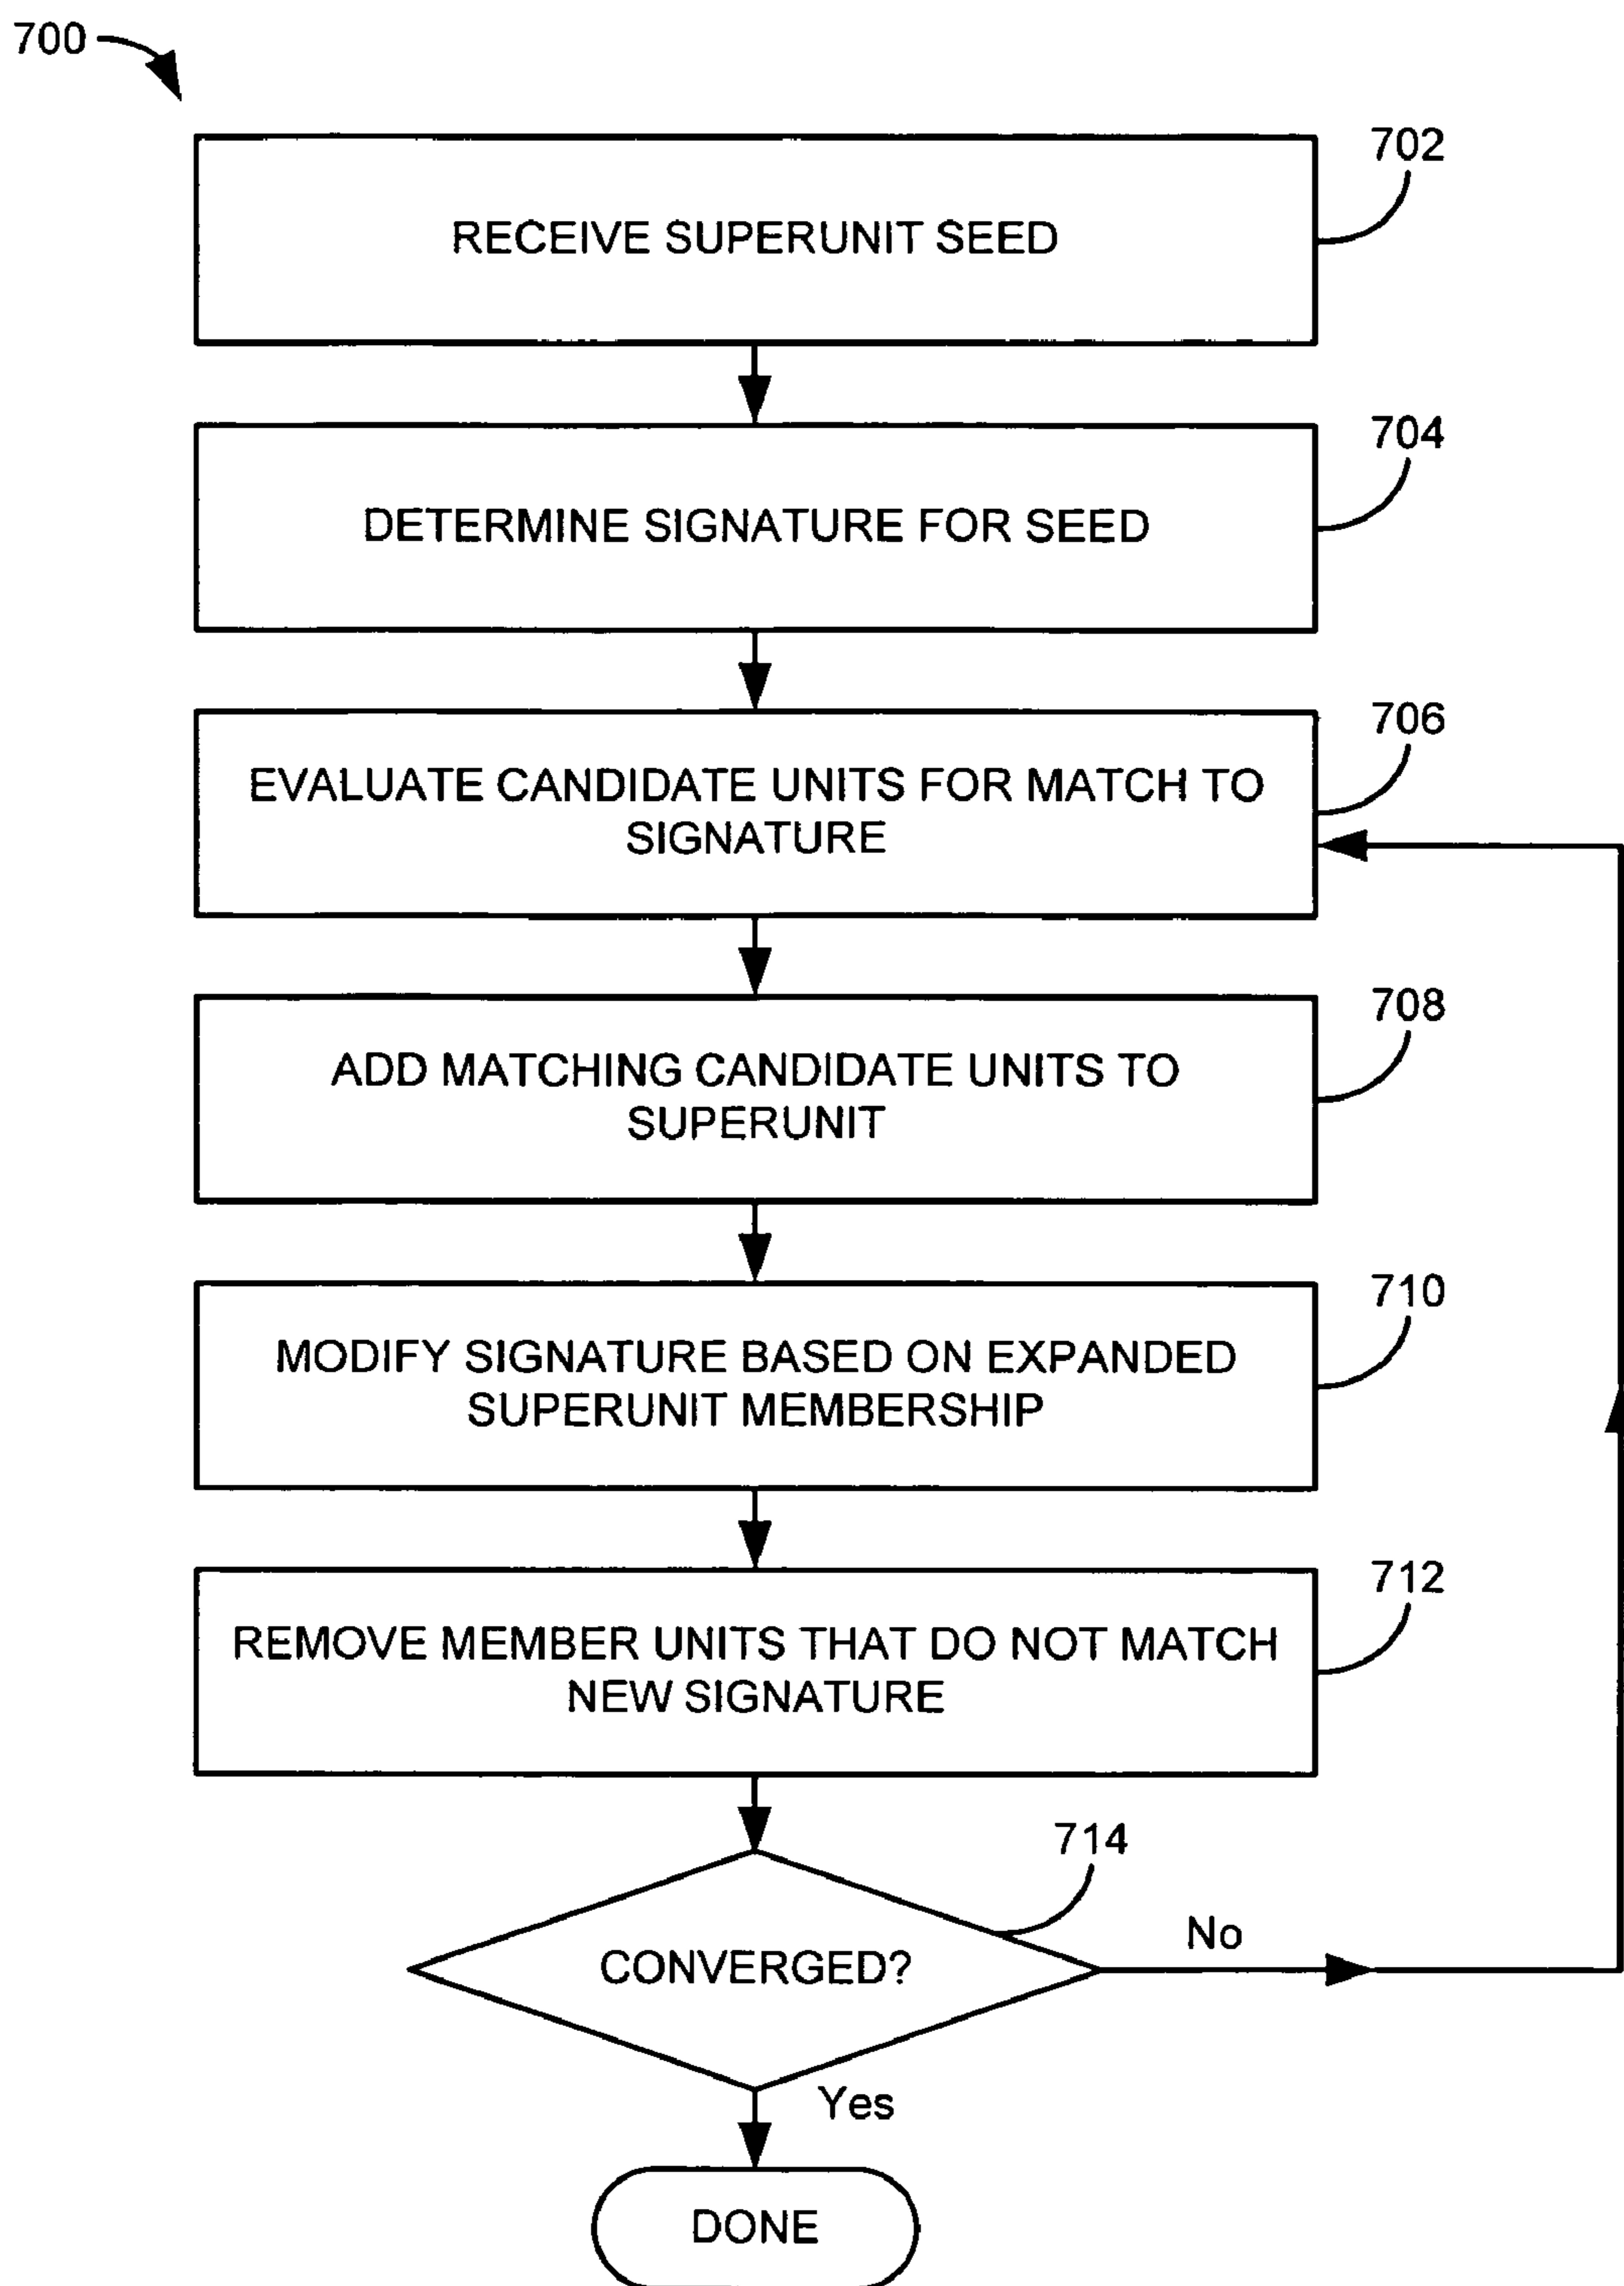 700
702
RECEIVE SUPERUNIT SEED
704
DETERMINE SIGNATURE FOR SEED
706
EVALUATE CANDIDATE UNITS FOR MATCH TO
SIGNATURE
708
ADD MATCHING CANDIDATE UNITS TO
SUPERUNIT
710
MODIFY SIGNATURE BASED ON EXPANDED
SUPERUNIT MEMBERSHIP
712
REMOVE MEMBER UNITS THAT DO NOT MATCH
NEW SIGNATURE
714
CONVERGED?
No
Yes
DONE